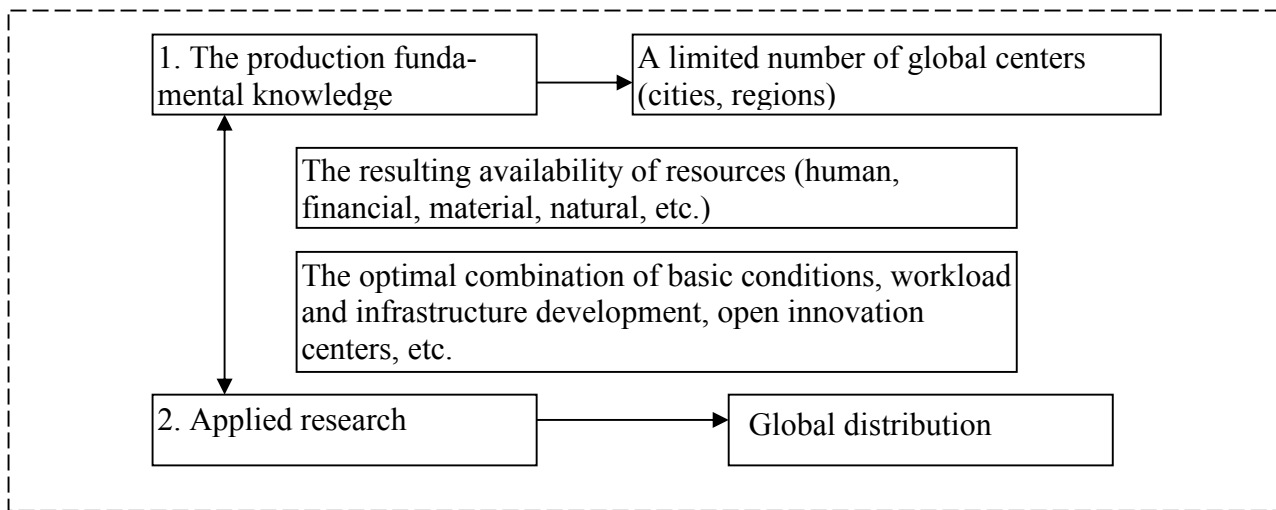 1. The production funda-
mental knowledge
A limited number of global centers
(cities, regions)
The resulting availability of resources (human,
financial, material, natural, etc.)
The optimal combination of basic conditions, workload
and infrastructure development, open innovation
centers, etc.
2. Applied research
Global distribution